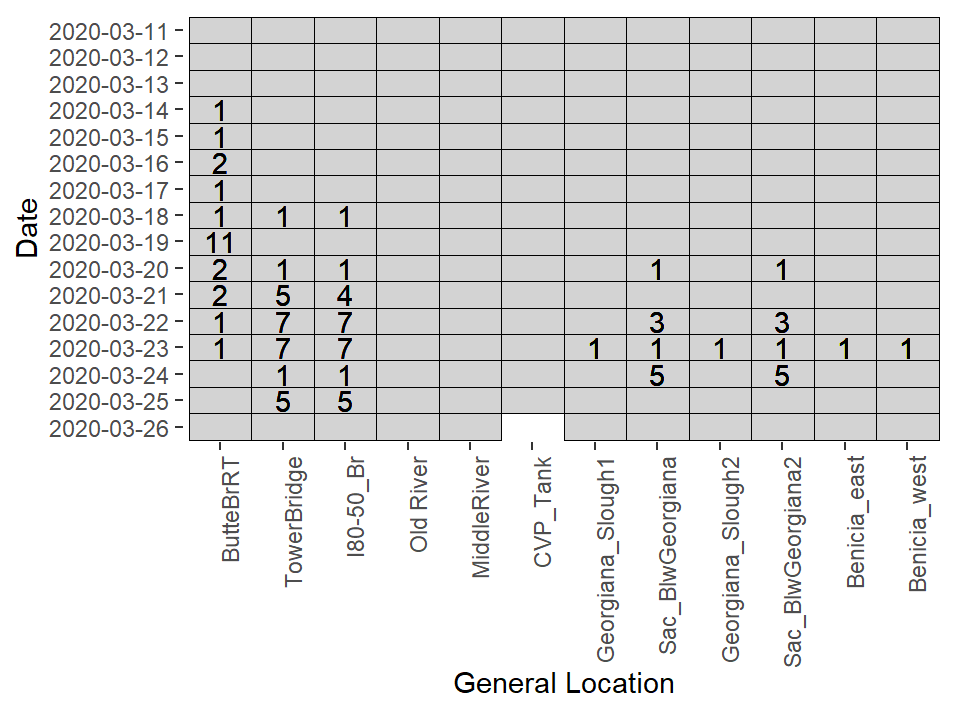 2020-03-11
2020-03-12
2020-03-13
2020-03-14 1
2020-03-15 1
2020-03-16 2
2020-03-17 1
2020-03-18 1 1 1
2020-03-19 11
2020-03-20 2 1 1 1 1
2020-03-21 2 5 4
2020-03-22 1 7 7 3 3
2020-03-23 1 7 7 1 1 1 1 1 1
2020-03-24 1 1 5 5
2020-03-25 5 5
2020-03-26
Date
ButteBrRT
TowerBridge
I80-50_Br
Old River
MiddleRiver
CVP_Tank
Georgiana_Slough1
Sac_BlwGeorgiana
Georgiana_Slough2
Sac_BlwGeorgiana2
Benicia_east
Benicia_west
General Location